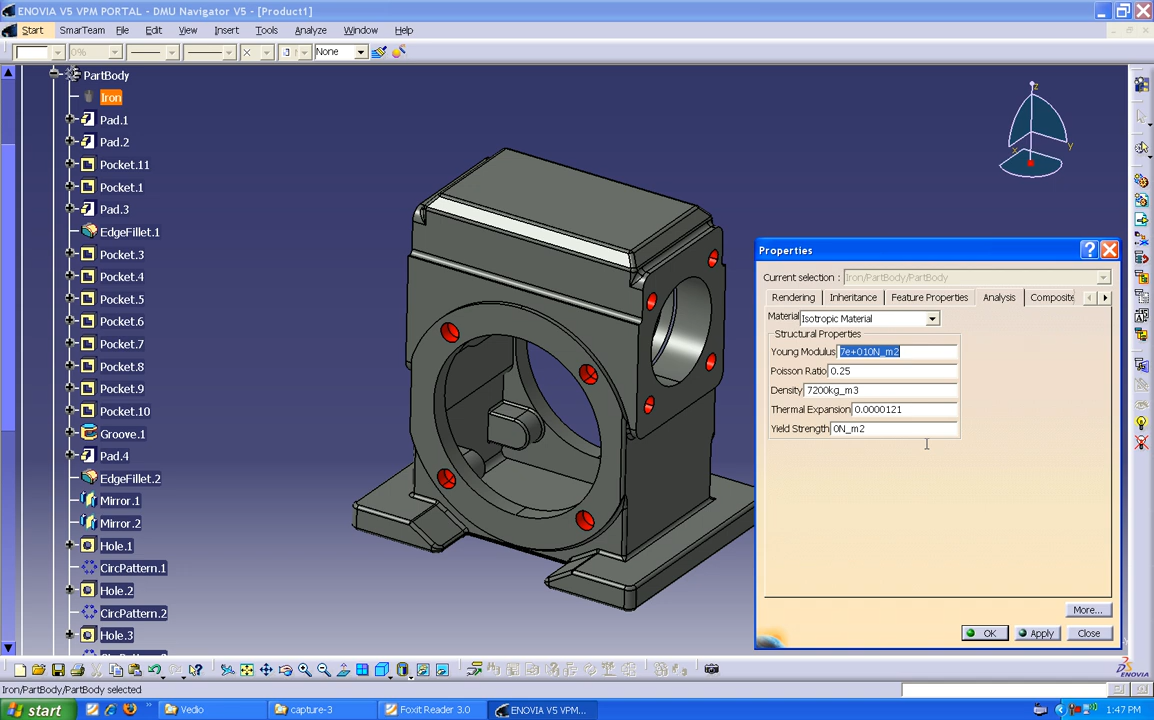 ENOVIA V5 VPM PORTAL - DMU Navigator V5 - [Product1]
Start SmarTeam File Edit View Insert Tools Analyze Window Help
0% None
PartBody
Iron
Pad.1
Pad.2
Pocket.11
Pocket.1
Pad.3
EdgeFillet.1
Pocket.3
Pocket.4
Pocket.5
Pocket.6
Pocket.7
Pocket.8
Pocket.9
Pocket.10
Groove.1
Pad.4
EdgeFillet.2
Mirror.1
Mirror.2
Hole.1
CircPattern.1
Hole.2
CircPattern.2
Hole.3
z
x
y
Properties
Current selection : Iron/PartBody/PartBody
Rendering Inheritance Feature Properties Analysis Composite
Material Isotropic Material
Structural Properties
Young Modulus 7e+010N_m2
Poisson Ratio 0.25
Density 7200kg_m3
Thermal Expansion 0.0000121
Yield Strength 0N_m2
More...
OK Apply Close
ENOVIA
Iron/PartBody/PartBody selected
start Vedio capture-3 Foxit Reader 3.0 ENOVIA V5 VPM... 1:47 PM